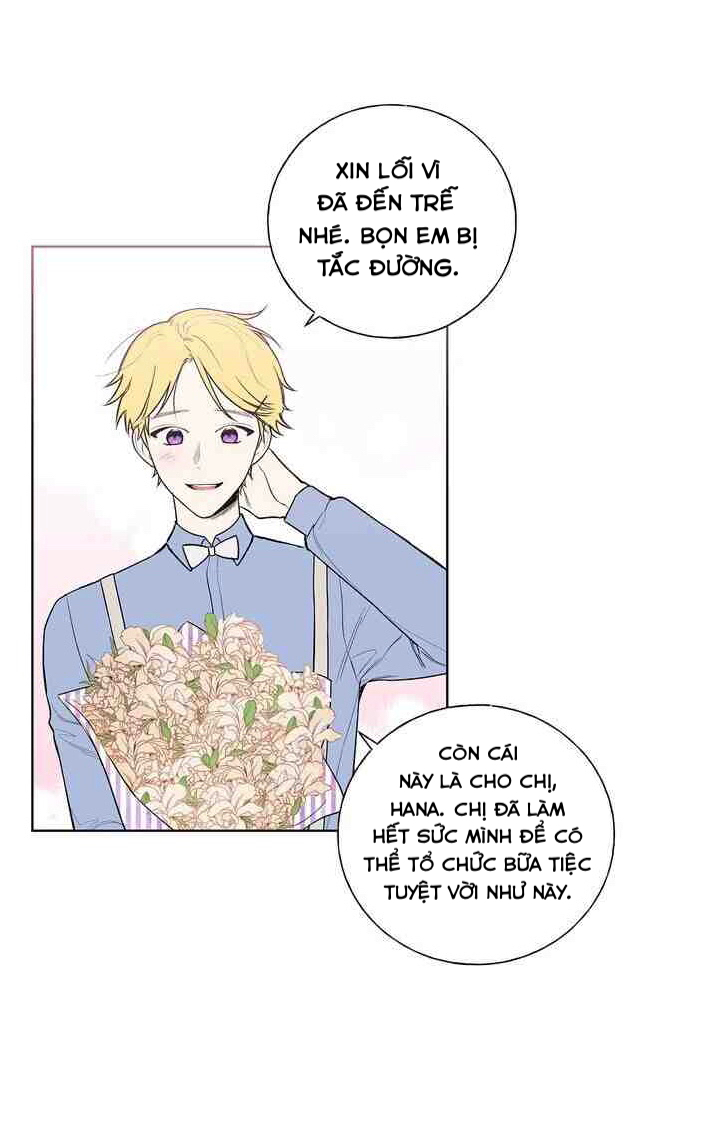 XIN LỖI VÌ
ĐÃ ĐẾN TRỄ
NHÉ. BỌN EM BỊ
TẮC ĐƯỜNG.
CÒN CÁI
NÀY LÀ CHO CHỊ,
HANA. CHỊ ĐÃ LÀM
HẾT SỨC MÌNH ĐỂ CÓ
THỂ TỔ CHỨC BỮA TIỆC
TUYỆT VỜI NHƯ NÀY.